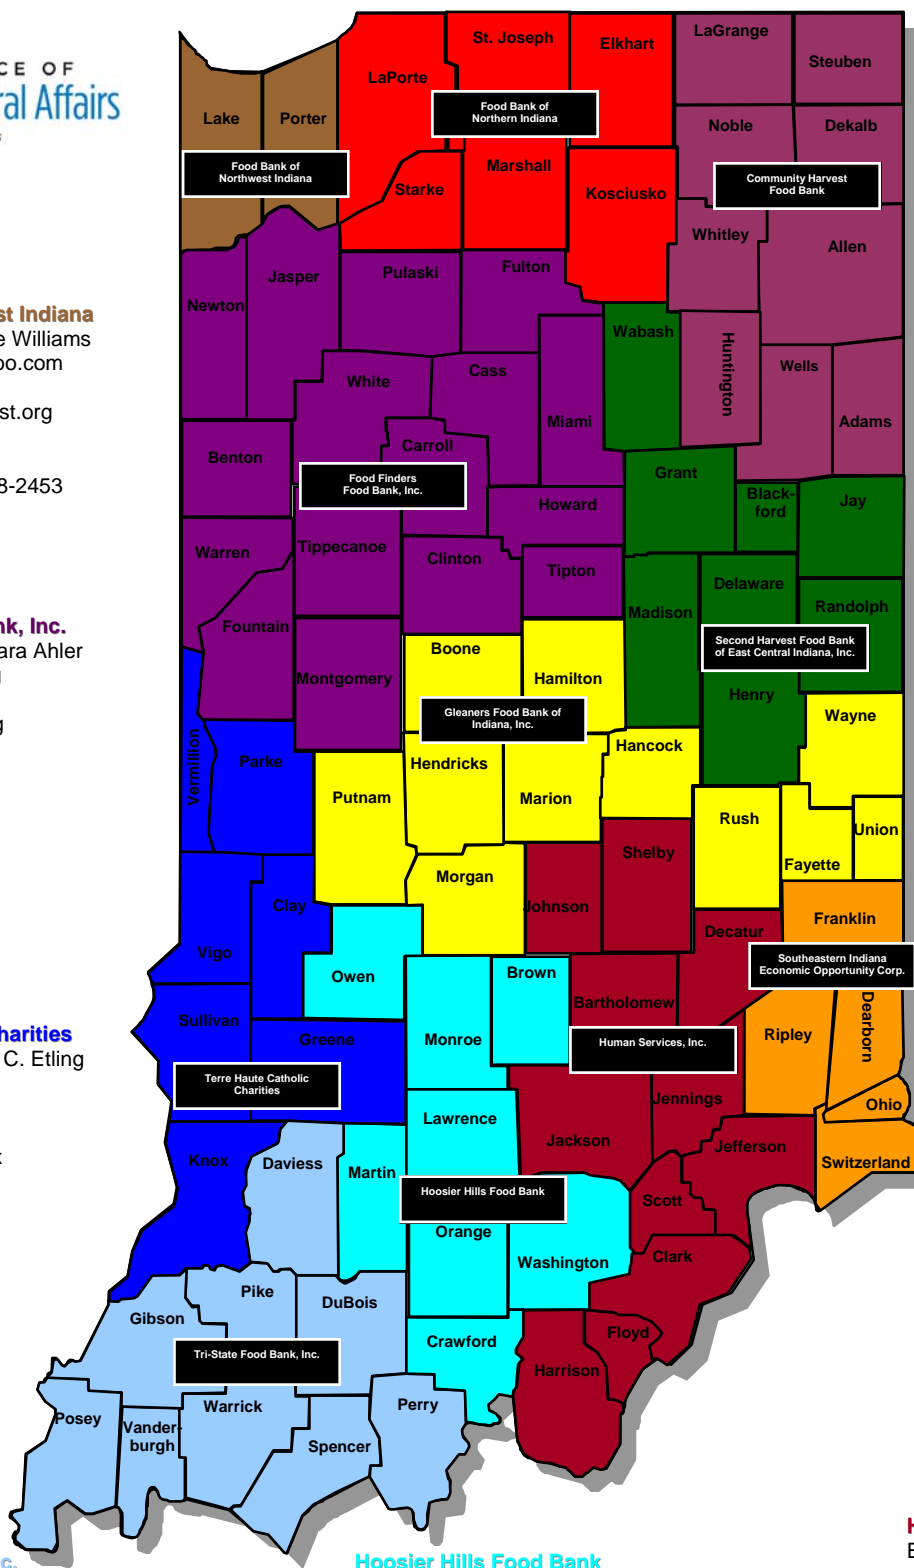 CE OF
ral Affairs
LaGrange
St. Joseph
Elkhart
Steuben
LaPorte
Food Bank of
Northern Indiana
Lake
Porter
Noble
Dekalb
Food Bank of
Northwest Indiana
Marshall
Community Harvest
Food Bank
Starke
Kosciusko
Whitley
Allen
Jasper
Pulaski
Fulton
Newton
st Indiana
e Williams
oo.com
st.org
8-2453
Wabash
Huntington
Wells
White
Cass
Miami
Adams
Carroll
Benton
Food Finders
Food Bank, Inc.
Grant
Black-
ford
Jay
Howard
Warren
Tippecanoe
Clinton
Tipton
Delaware
Madison
Randolph
nk, Inc.
ara Ahler
g
g
Fountain
Second Harvest Food Bank
of East Central Indiana, Inc.
Boone
Hamilton
Montgomery
Henry
Gleaners Food Bank of
Indiana, Inc.
Wayne
Vermillion
Parke
Hendricks
Hancock
Putnam
Marion
Rush
Union
Shelby
Fayette
Morgan
Clay
Johnson
Franklin
Decatur
Vigo
Owen
Brown
Southeastern Indiana
Economic Opportunity Corp.
Bartholomew
Sullivan
Greene
Monroe
Human Services, Inc.
Ripley
Dearborn
harities
C. Etling
k
Terre Haute Catholic
Charities
Lawrence
Jennings
Ohio
Jackson
Jefferson
Knox
Daviess
Martin
Switzerland
Hoosier Hills Food Bank
Scott
Orange
Washington
Clark
Pike
DuBois
Gibson
Crawford
Floyd
Tri-State Food Bank, Inc.
Harrison
Posey
Vander-
burgh
Warrick
Perry
Spencer
H
E
c.
Hoosier Hills Food Bank